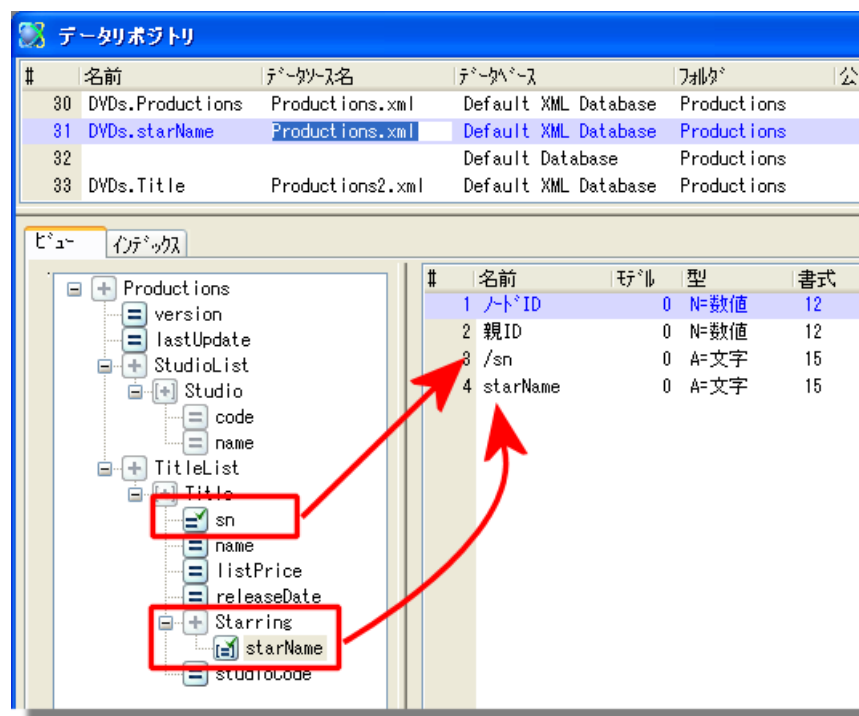 データリポジトリ
# 名前 データソース名 データベース フォルダ 公
30 DVDs.Productions Productions.xml Default XML Database Productions
31 DVDs.starName Productions.xml Default XML Database Productions
32 Default Database Productions
33 DVDs.Title Productions2.xml Default XML Database Productions
ビュー インデックス
Productions
version
lastUpdate
StudioList
Studio
code
name
TitleList
Title
sn
name
listPrice
releaseDate
Starring
starName
studioCode
# 名前 モデル 型 書式
1 ノードID 0 N=数値 12
2 親ID 0 N=数値 12
3 /sn 0 A=文字 15
4 starName 0 A=文字 15